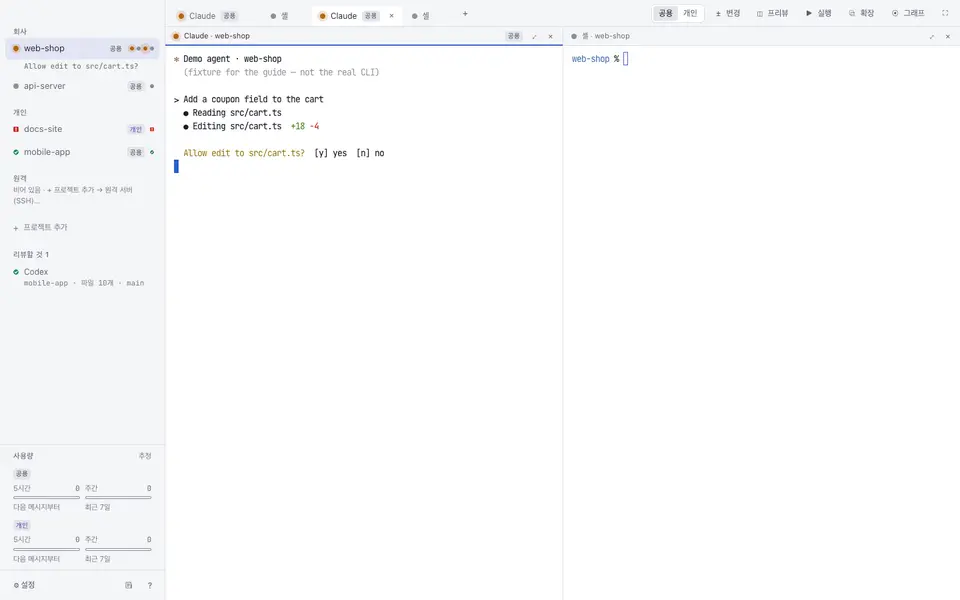 회사
web-shop 공용
Allow edit to src/cart.ts?
api-server 공용
개인
docs-site 개인
mobile-app 공용
원격
비어 있음 · + 프로젝트 추가 → 원격 서버
(SSH)...
+ 프로젝트 추가
리뷰할 것 1
Codex
mobile-app · 파일 10개 · main
사용량 추정
공용
5시간 0 주간 0
다음 메시지부터 최근 7일
개인
5시간 0 주간 0
다음 메시지부터 최근 7일
설정 ?
Claude 공용 셸 Claude 공용 × 셸 +
공용 개인 변경 프리뷰 실행 확장 그래프
Claude · web-shop 공용 ×
✻ Demo agent · web-shop
(fixture for the guide — not the real CLI)
> Add a coupon field to the cart
● Reading src/cart.ts
● Editing src/cart.ts +18 -4
Allow edit to src/cart.ts? [y] yes [n] no
셸 · web-shop ×
web-shop %